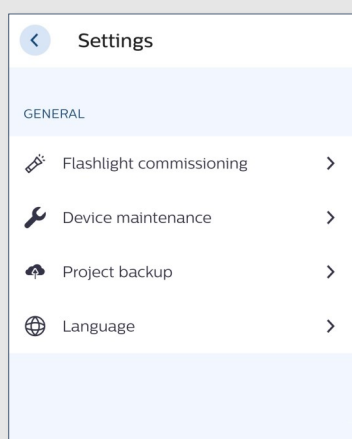 Settings
GENERAL
Flashlight commissioning
Device maintenance
Project backup
Language